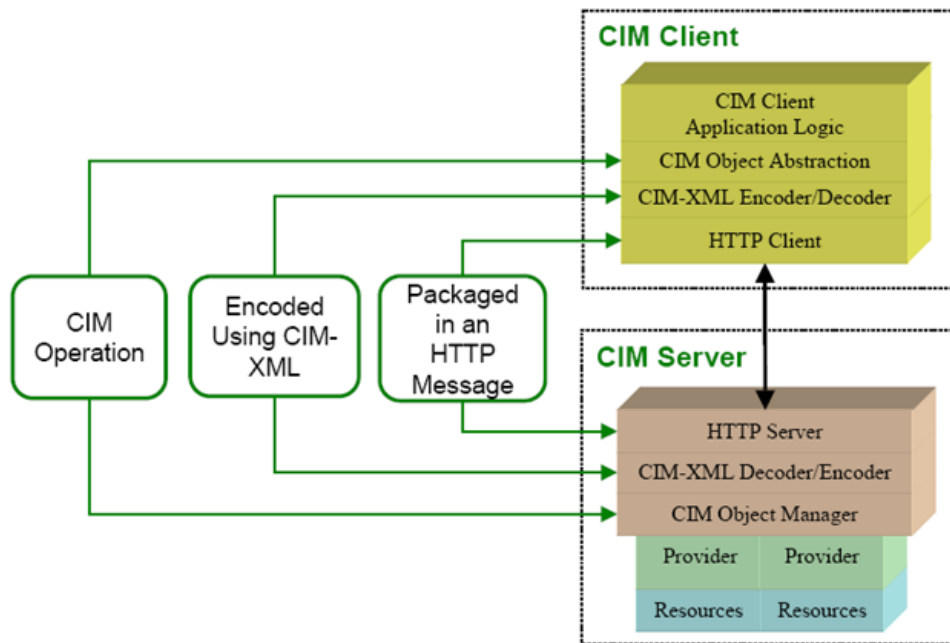 CIM Client
CIM Client
Application Logic
CIM Object Abstraction
CIM-XML Encoder/Decoder
HTTP Client
CIM
Operation
Encoded
Using CIM-
XML
Packaged
in an
HTTP
Message
CIM Server
HTTP Server
CIM-XML Decoder/Encoder
CIM Object Manager
Provider Provider
Resources Resources